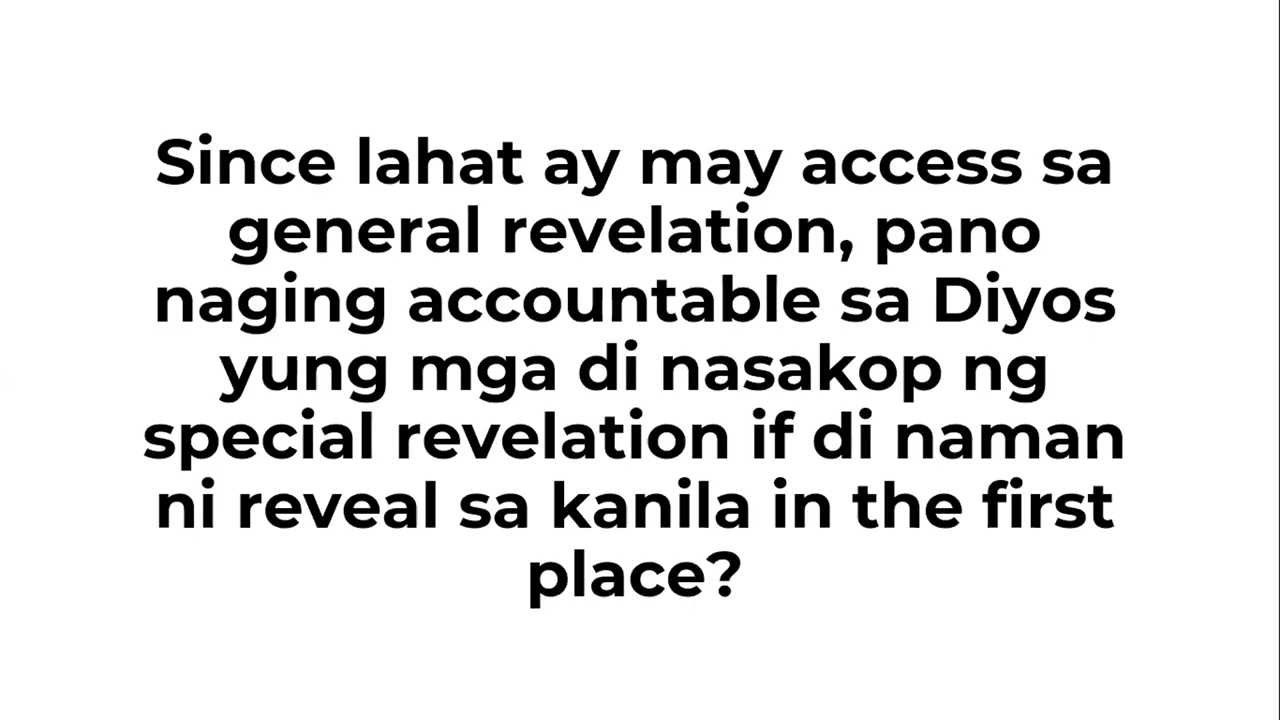 Since lahat ay may access sa
general revelation, pano
naging accountable sa Diyos
yung mga di nasakop ng
special revelation if di naman
ni reveal sa kanila in the first
place?